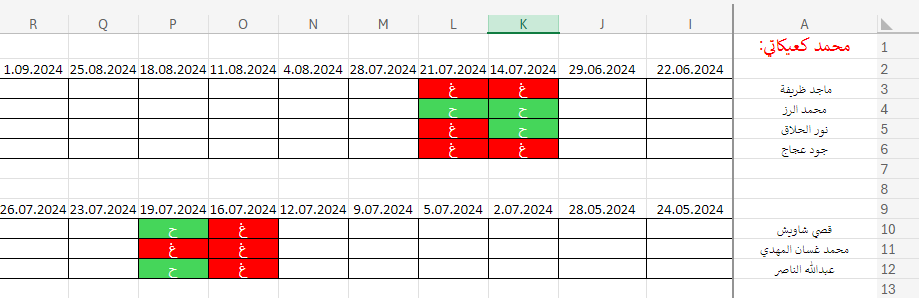 A I J K L M N O P Q R
1 محمد كعيكاتي:
2 22.06.2024 29.06.2024 14.07.2024 21.07.2024 28.07.2024 4.08.2024 11.08.2024 18.08.2024 25.08.2024 1.09.2024
3 ماجد ظريفة غ غ
4 محمد الرز ح ح
5 نور الحلاق ح غ
6 جود عجاج غ غ
7
8
9 24.05.2024 28.05.2024 2.07.2024 5.07.2024 9.07.2024 12.07.2024 16.07.2024 19.07.2024 23.07.2024 26.07.2024
10 قصي شاويش غ ح
11 محمد غسان المهدي غ غ
12 عبدالله الناصر غ ح
13